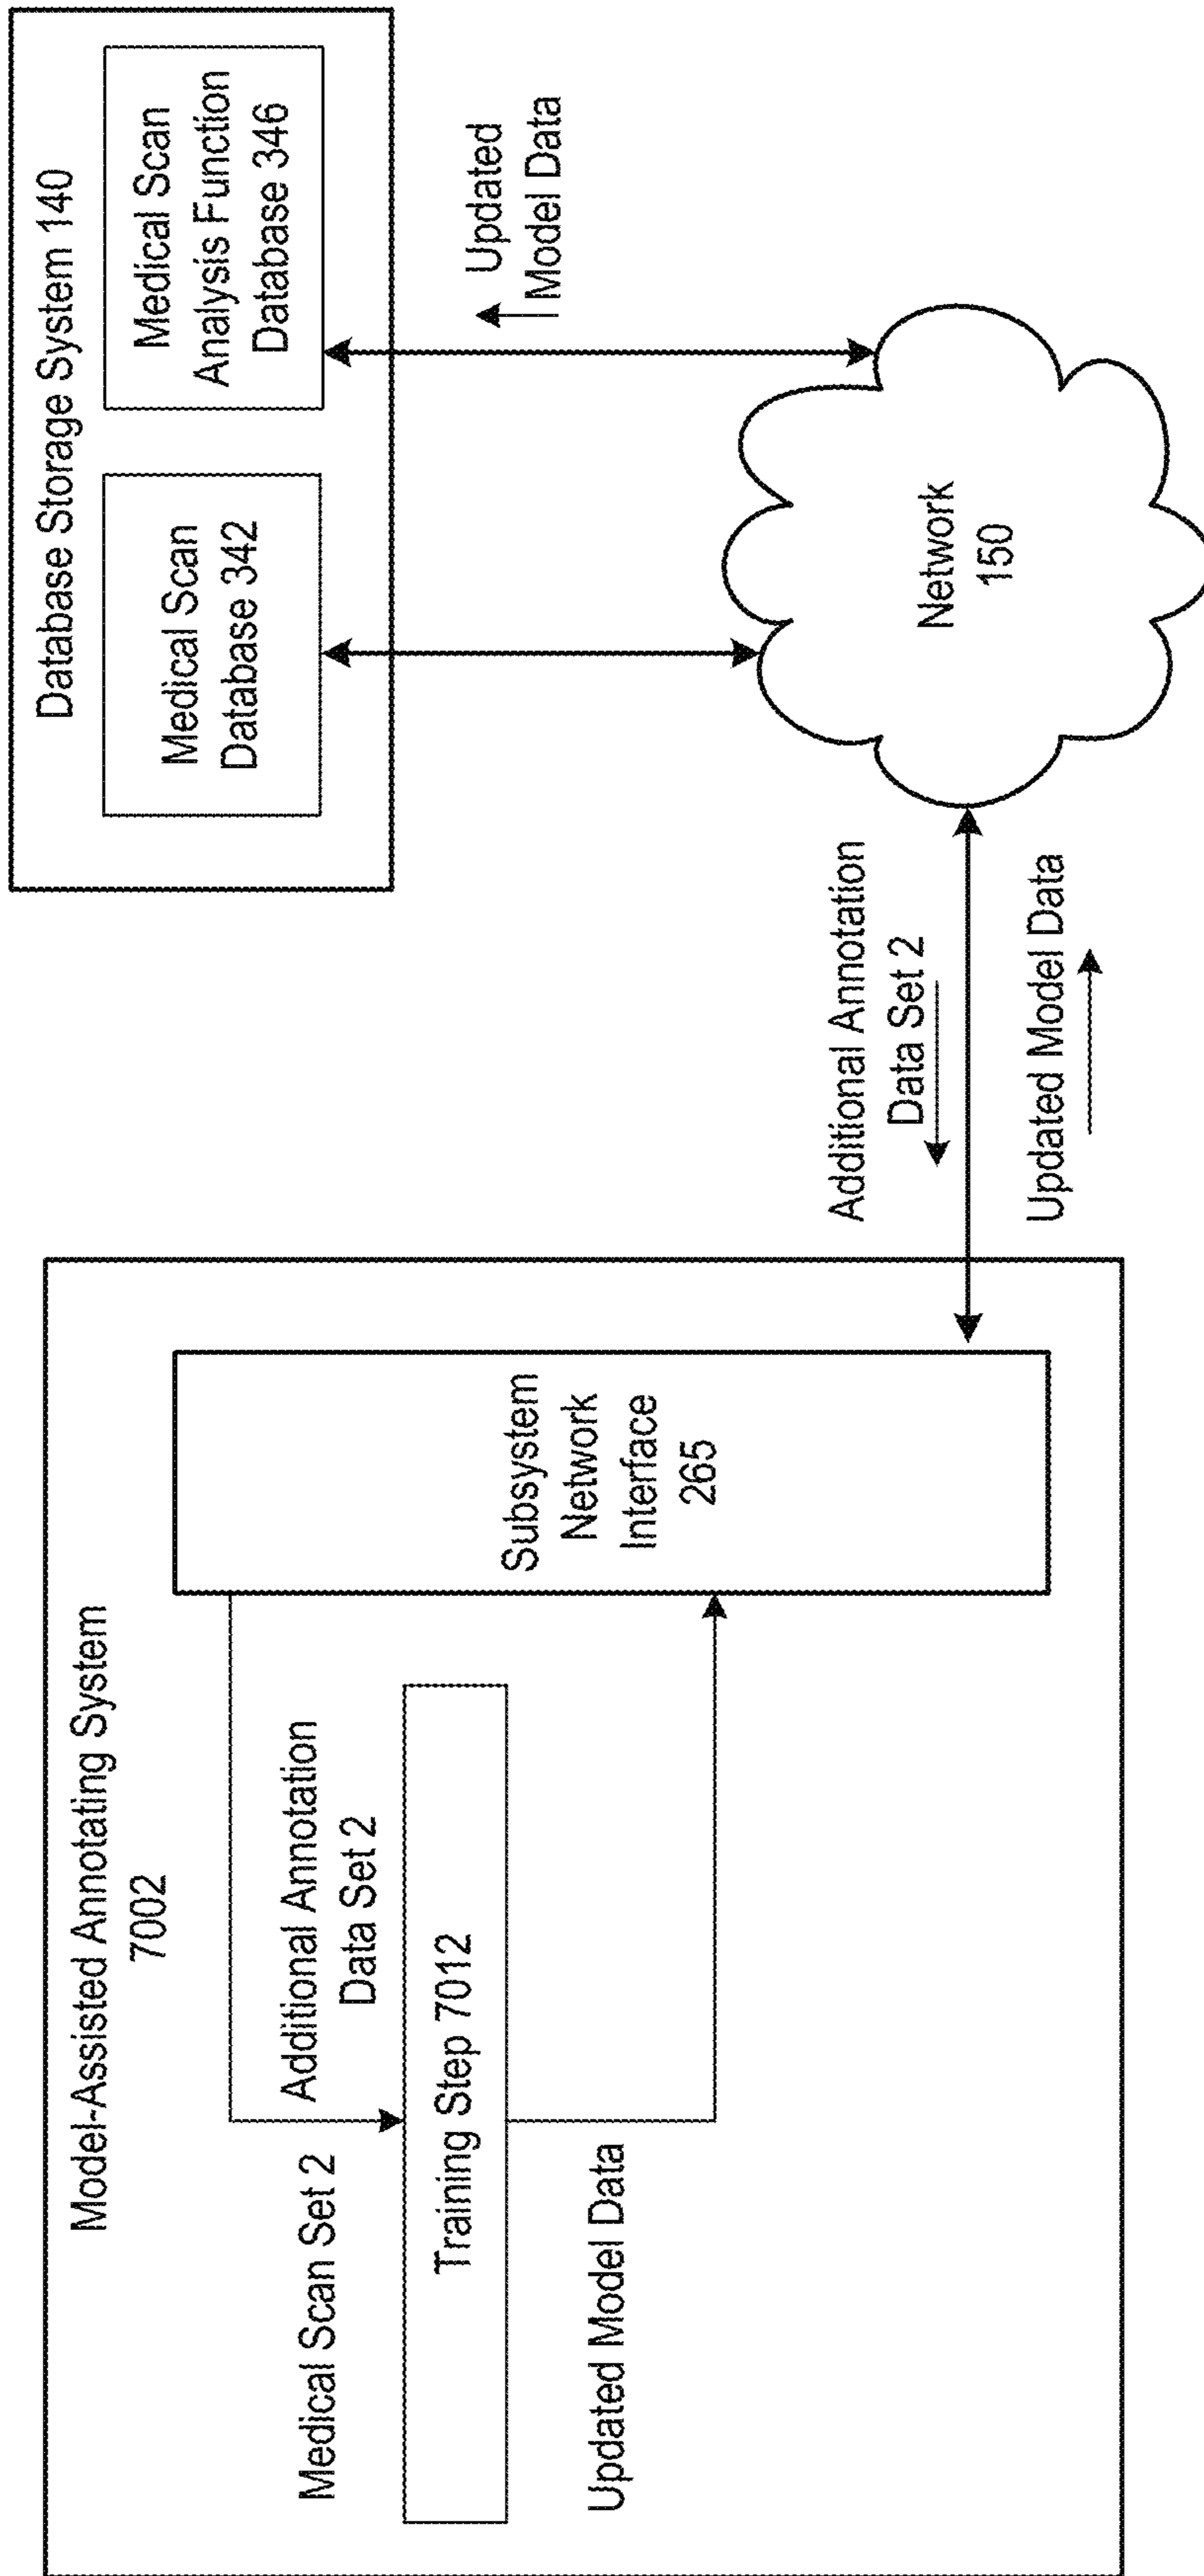 Model-Assisted Annotating System
7002
Medical Scan Set 2
Additional Annotation
Data Set 2
Training Step 7012
Updated Model Data
Subsystem
Network
Interface
265
Additional Annotation
Data Set 2
Updated Model Data
Database Storage System 140
Medical Scan
Database 342
Medical Scan
Analysis Function
Database 346
Updated
Model Data
Network
150